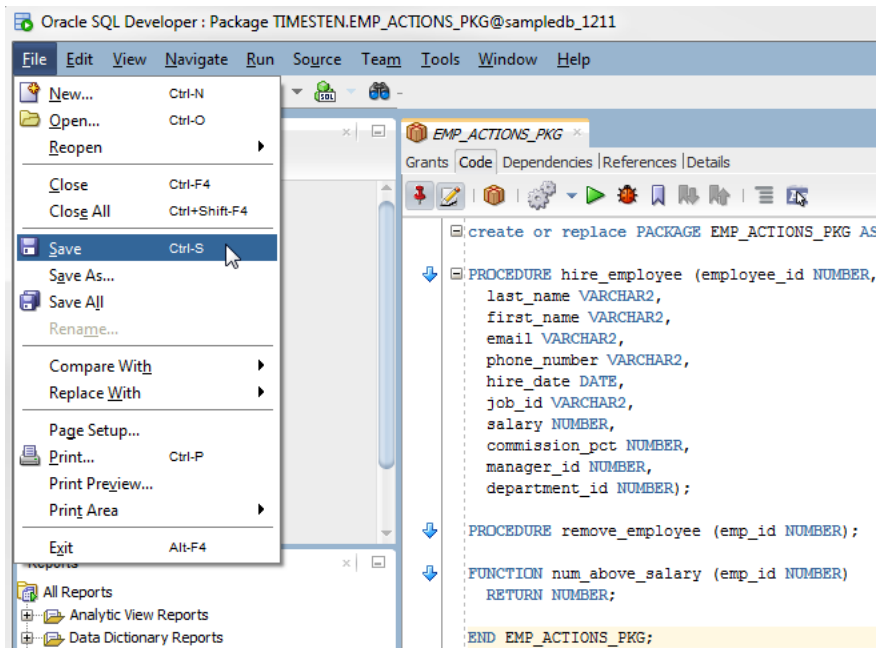 Oracle SQL Developer : Package TIMESTEN.EMP_ACTIONS_PKG@sampledb_1211
File Edit View Navigate Run Source Team Tools Window Help
New... Ctrl-N
Open... Ctrl-O
Reopen
Close Ctrl-F4
Close All Ctrl+Shift-F4
Save Ctrl-S
Save As...
Save All
Rename...
Compare With
Replace With
Page Setup...
Print... Ctrl-P
Print Preview...
Print Area
Exit Alt-F4
Reports
All Reports
Analytic View Reports
Data Dictionary Reports
SQL
EMP_ACTIONS_PKG
Grants Code Dependencies References Details
create or replace PACKAGE EMP_ACTIONS_PKG AS
PROCEDURE hire_employee (employee_id NUMBER,
last_name VARCHAR2,
first_name VARCHAR2,
email VARCHAR2,
phone_number VARCHAR2,
hire_date DATE,
job_id VARCHAR2,
salary NUMBER,
commission_pct NUMBER,
manager_id NUMBER,
department_id NUMBER);
PROCEDURE remove_employee (emp_id NUMBER);
FUNCTION num_above_salary (emp_id NUMBER)
RETURN NUMBER;
END EMP_ACTIONS_PKG;